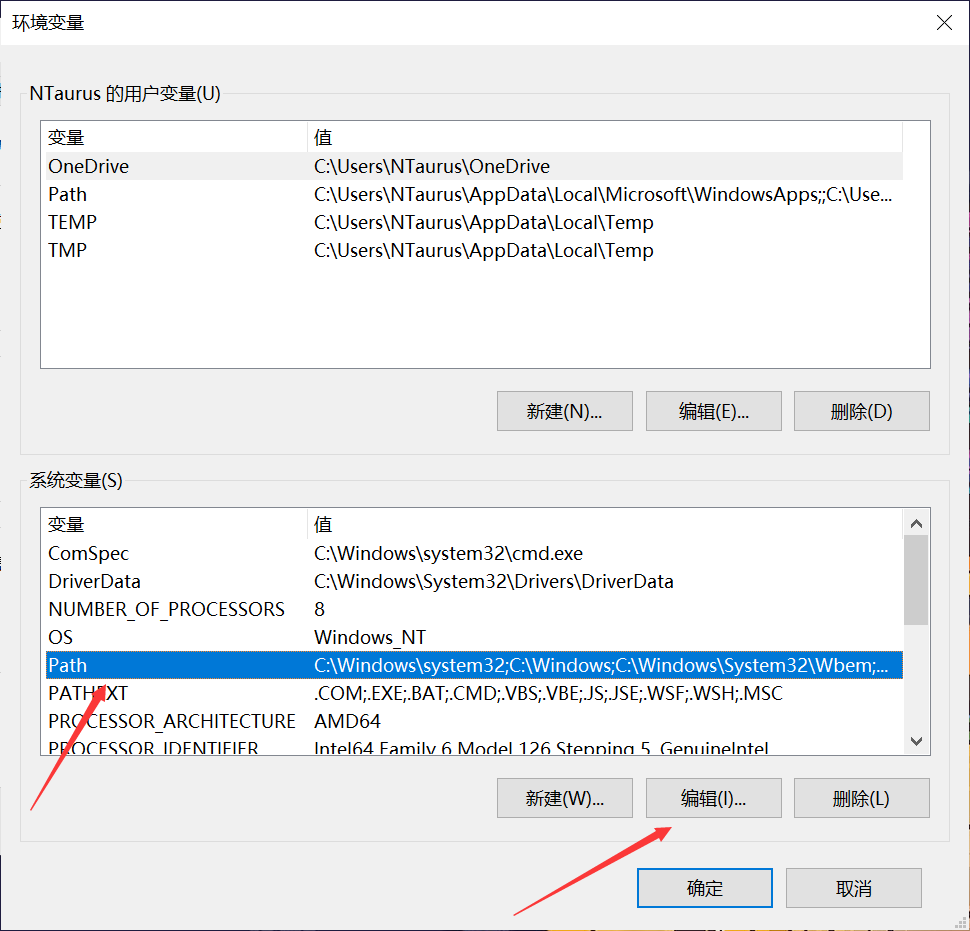 环境变量
NTaurus 的用户变量(U)
变量 值
OneDrive C:\Users\NTaurus\OneDrive
Path C:\Users\NTaurus\AppData\Local\Microsoft\WindowsApps;;C:\Use...
TEMP C:\Users\NTaurus\AppData\Local\Temp
TMP C:\Users\NTaurus\AppData\Local\Temp
新建(N)... 编辑(E)... 删除(D)
系统变量(S)
变量 值
ComSpec C:\Windows\system32\cmd.exe
DriverData C:\Windows\System32\Drivers\DriverData
NUMBER_OF_PROCESSORS 8
OS Windows_NT
Path C:\Windows\system32;C:\Windows;C:\Windows\System32\Wbem;...
PATHEXT .COM;.EXE;.BAT;.CMD;.VBS;.VBE;.JS;.JSE;.WSF;.WSH;.MSC
PROCESSOR_ARCHITECTURE AMD64
PROCESSOR_IDENTIFIER Intel64 Family 6 Model 126 Stepping 5, GenuineIntel
新建(W)... 编辑(I)... 删除(L)
确定 取消